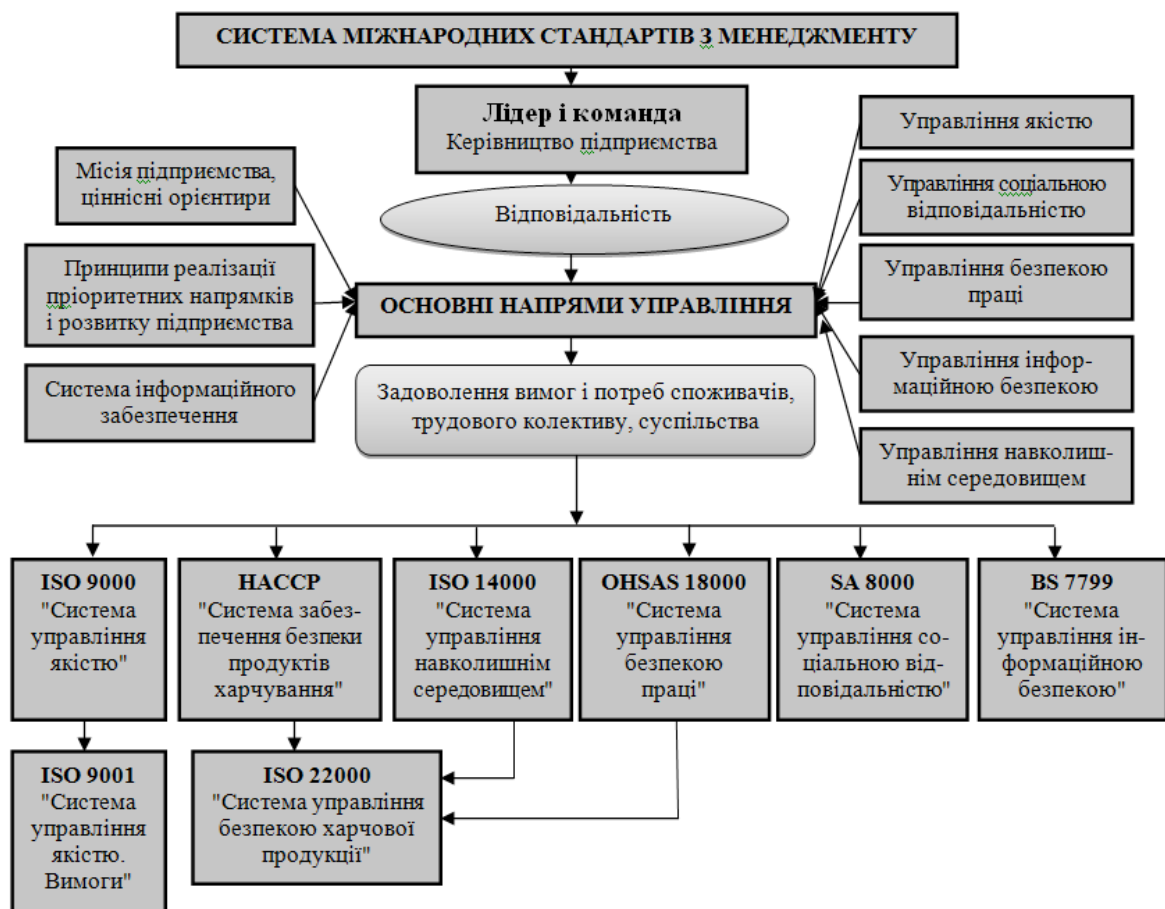 СИСТЕМА МІЖНАРОДНИХ СТАНДАРТІВ З МЕНЕДЖМЕНТУ
Лідер і команда
Керівництво підприємства
Відповідальність
Місія підприємства,
ціннісні орієнтири
Принципи реалізації
пріоритетних напрямків
і розвитку підприємства
Система інформаційного
забезпечення
ОСНОВНІ НАПРЯМИ УПРАВЛІННЯ
Управління якістю
Управління соціальною
відповідальністю
Управління безпекою
праці
Управління інфор-
маційною безпекою
Управління навколиш-
нім середовищем
Задоволення вимог і потреб споживачів,
трудового колективу, суспільства
ISO 9000
"Система
управління
якістю"
HACCP
"Система забез-
печення безпеки
продуктів
харчування"
ISO 14000
"Система
управління
навколишнім
середовищем"
OHSAS 18000
"Система
управління
безпекою
праці"
SA 8000
"Система
управління со-
ціальною від-
повідальністю"
BS 7799
"Система
управління ін-
формаційною
безпекою"
ISO 9001
"Система
управління
якістю.
Вимоги"
ISO 22000
"Система управління
безпекою харчової
продукції"